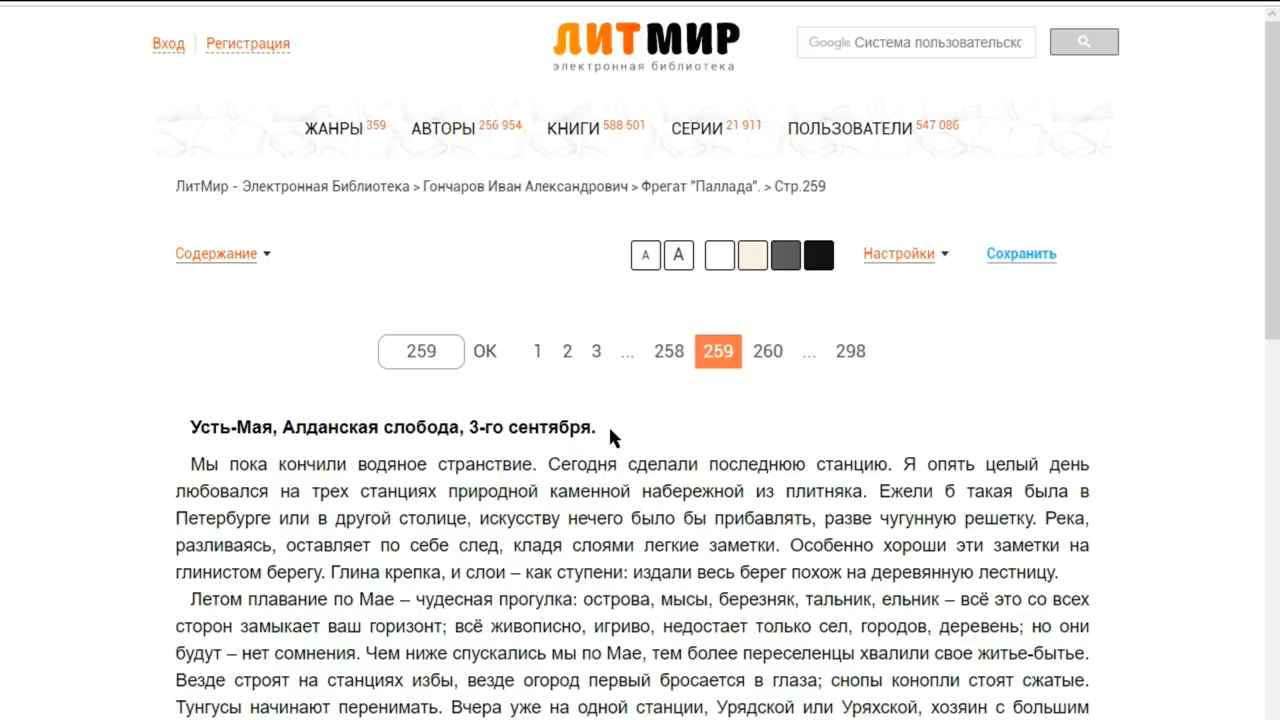 Вход
Регистрация
ЛИТМИР
электронная библиотека
Google Система пользовательск
ЖАНРЫ 359 АВТОРЫ 256 954 КНИГИ 588 501 СЕРИИ 21 911 ПОЛЬЗОВАТЕЛИ 547 086
ЛитМир - Электронная Библиотека > Гончаров Иван Александрович > Фрегат "Паллада". > Стр.259
Содержание
A A
Настройки
Сохранить
259 OK 1 2 3 ... 258 259 260 ... 298
Усть-Мая, Алданская слобода, 3-го сентября.
Мы пока кончили водяное странствие. Сегодня сделали последнюю станцию. Я опять целый день
любовался на трех станциях природной каменной набережной из плитняка. Ежели б такая была в
Петербурге или в другой столице, искусству нечего было бы прибавлять, разве чугунную решетку. Река,
разливаясь, оставляет по себе след, кладя слоями легкие заметки. Особенно хороши эти заметки на
глинистом берегу. Глина крепка, и слои – как ступени: издали весь берег похож на деревянную лестницу.
Летом плавание по Мае – чудесная прогулка: острова, мысы, березняк, тальник, ельник – всё это со всех
сторон замыкает ваш горизонт; всё живописно, игриво, недостает только сел, городов, деревень; но они
будут – нет сомнения. Чем ниже спускались мы по Мае, тем более переселенцы хвалили свое житье-бытье.
Везде строят на станциях избы, везде огород первый бросается в глаза; снопы конопли стоят сжатые.
Тунгусы начинают перенимать. Вчера уже на одной станции, Урядской или Уряхской, хозяин с большим